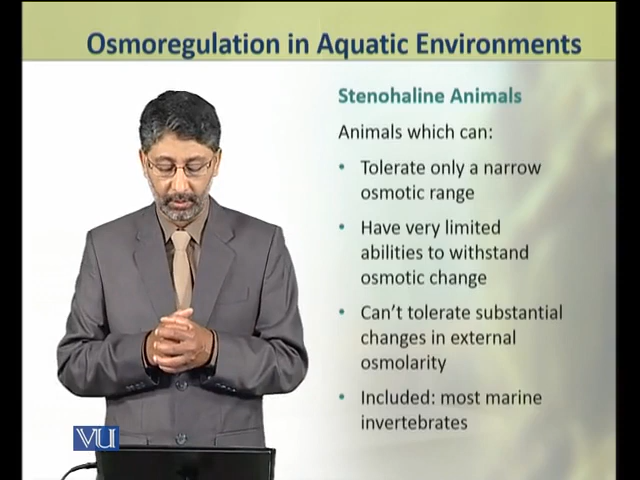 Osmoregulation in Aquatic Environments
Stenohaline Animals
Animals which can:
• Tolerate only a narrow
osmotic range
• Have very limited
abilities to withstand
osmotic change
• Can't tolerate substantial
changes in external
osmolarity
• Included: most marine
invertebrates
VU